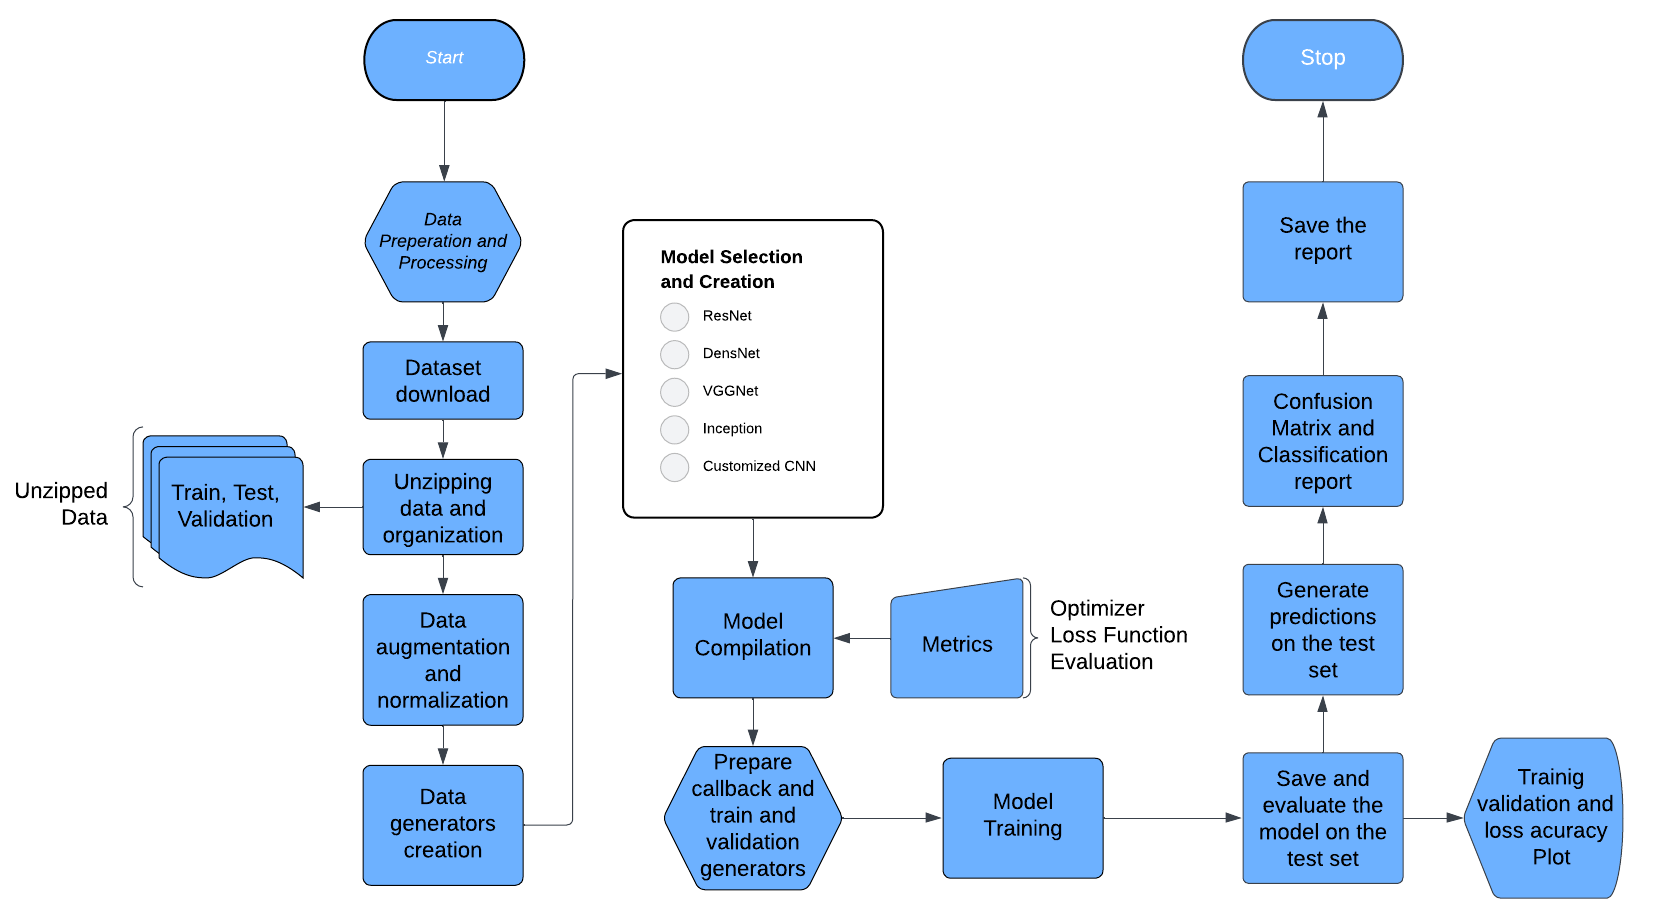 Start
Data
Preperation and
Processing
Dataset
download
Unzipping
data and
organization
Unzipped
Data
Train, Test,
Validation
Data
augmentation
and
normalization
Data
generators
creation
Model Selection
and Creation
ResNet
DensNet
VGGNet
Inception
Customized CNN
Model
Compilation
Metrics
Optimizer
Loss Function
Evaluation
Prepare
callback and
train and
validation
generators
Model
Training
Save and
evaluate the
model on the
test set
Trainig
validation and
loss acuracy
Plot
Generate
predictions
on the test
set
Confusion
Matrix and
Classification
report
Save the
report
Stop